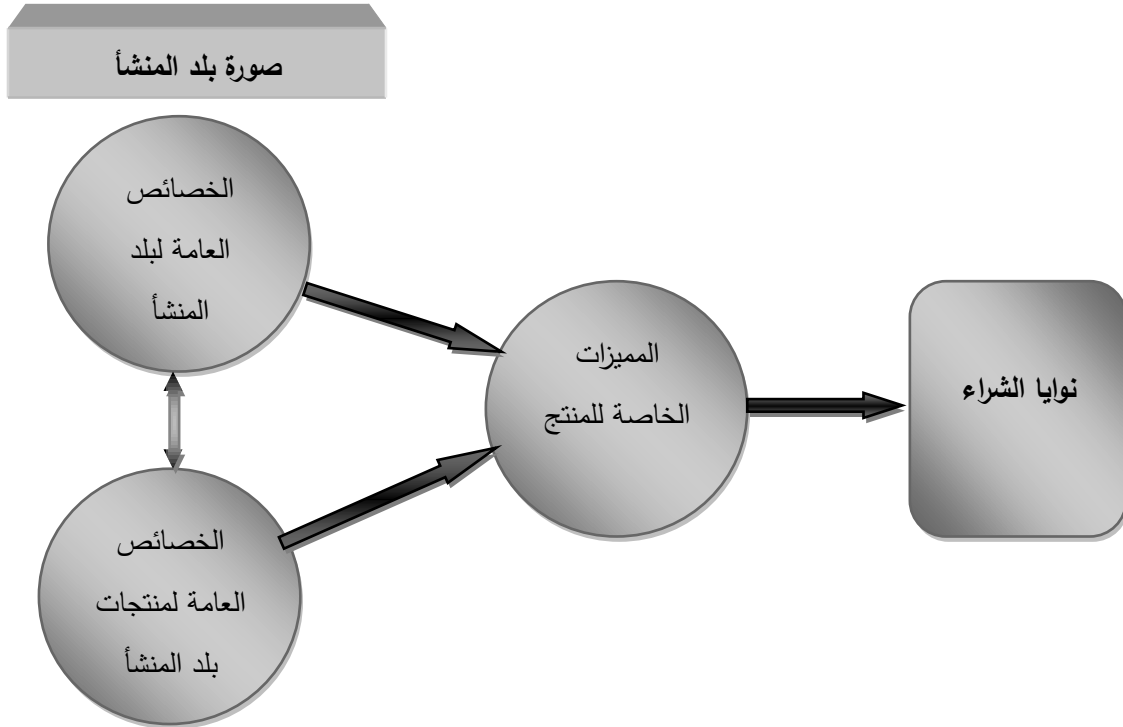 صورة بلد المنشأ
الخصائص
العامة لبلد
المنشأ
المميزات
الخاصة للمنتج
نوايا الشراء
الخصائص
العامة لمنتجات
بلد المنشأ